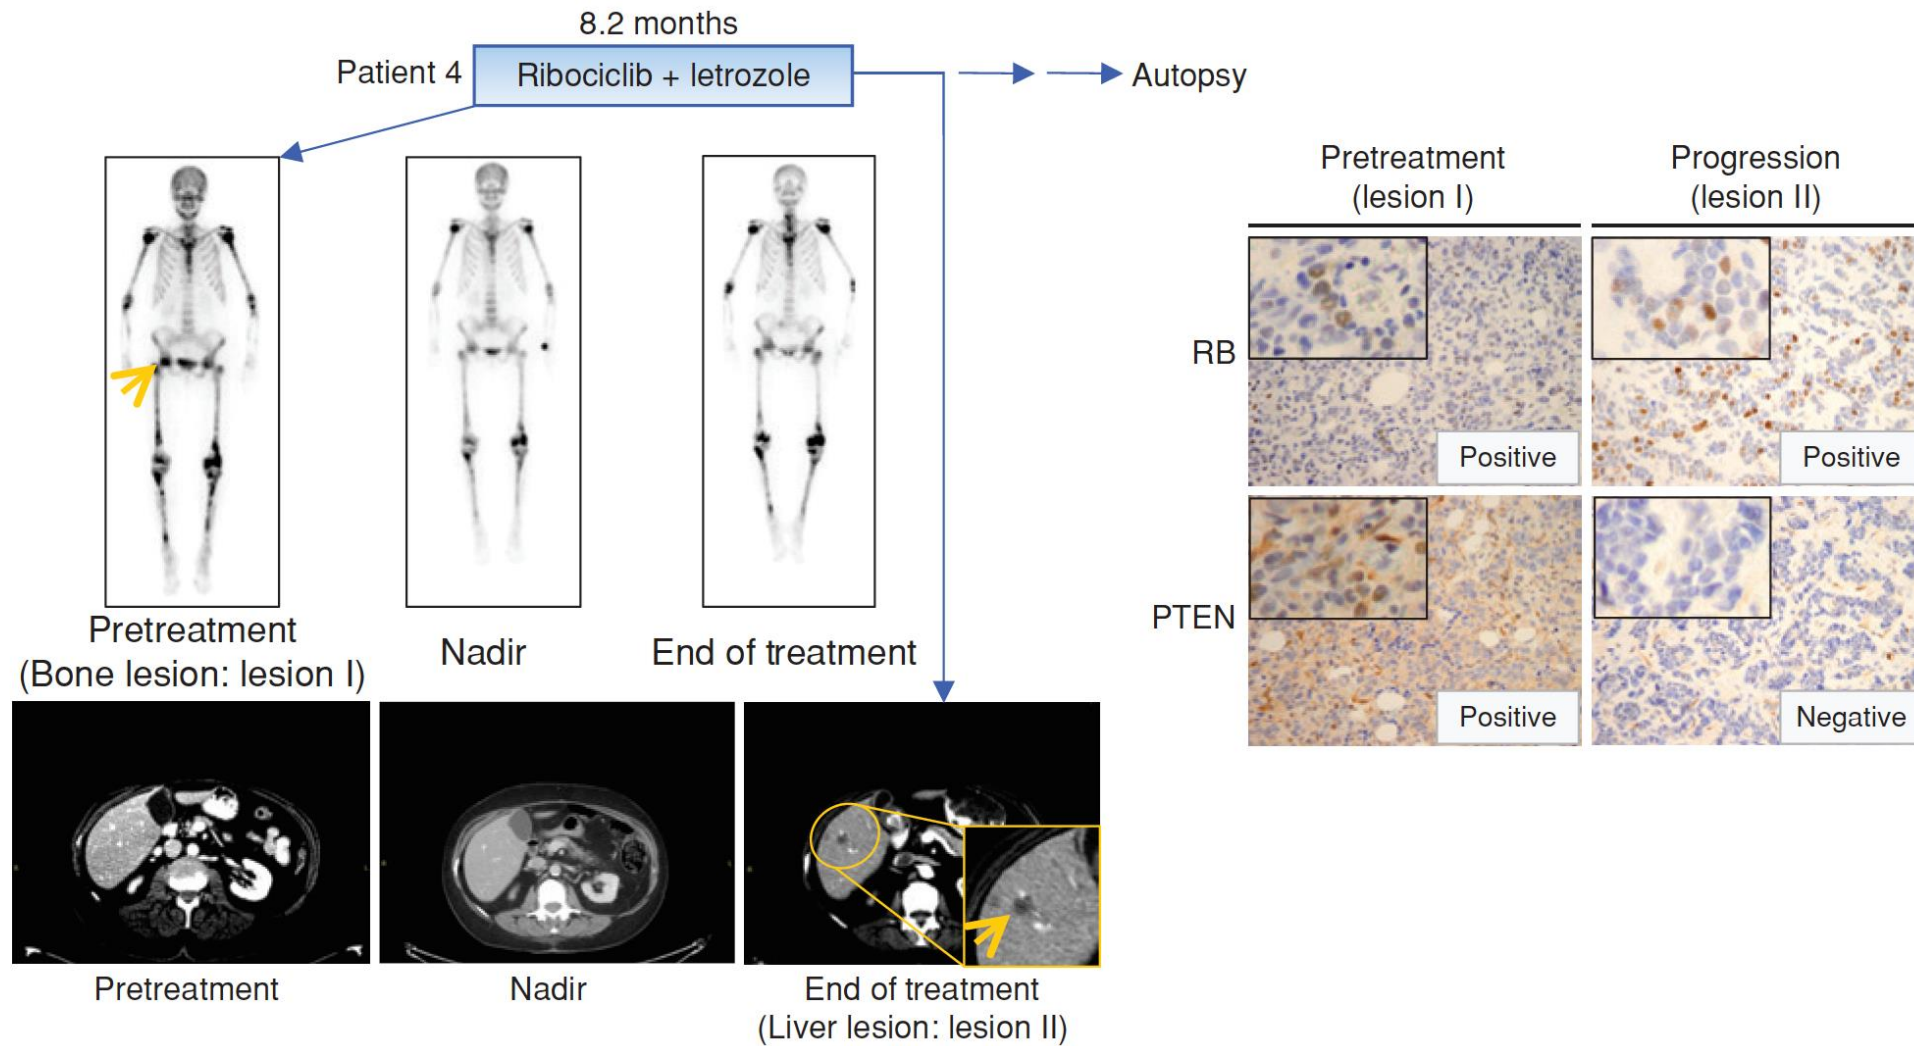 8.2 months
Patient 4
Ribociclib + letrozole
Autopsy
Pretreatment
(Bone lesion: lesion I)
Nadir
End of treatment
Pretreatment
Nadir
End of treatment
(Liver lesion: lesion II)
Pretreatment
(lesion I)
Progression
(lesion II)
RB
Positive
Positive
PTEN
Positive
Negative